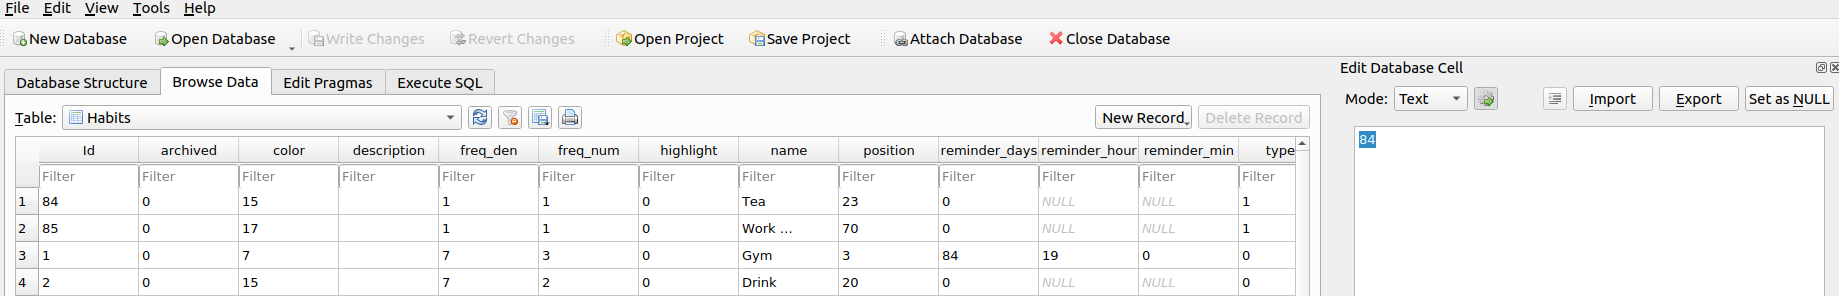 File Edit View Tools Help
New Database Open Database Write Changes Revert Changes Open Project Save Project Attach Database Close Database
Database Structure Browse Data Edit Pragmas Execute SQL
Table: Habits New Record Delete Record
Id archived color description freq_den freq_num highlight name position reminder_days reminder_hour reminder_min type
Filter Filter Filter Filter Filter Filter Filter Filter Filter Filter Filter Filter Filter
1 84 0 15 1 1 0 Tea 23 0 NULL NULL 1
2 85 0 17 1 1 0 Work ... 70 0 NULL NULL 1
3 1 0 7 7 3 0 Gym 3 84 19 0 0
4 2 0 15 7 2 0 Drink 20 0 NULL NULL 0
Edit Database Cell
Mode: Text Import Export Set as NULL
84